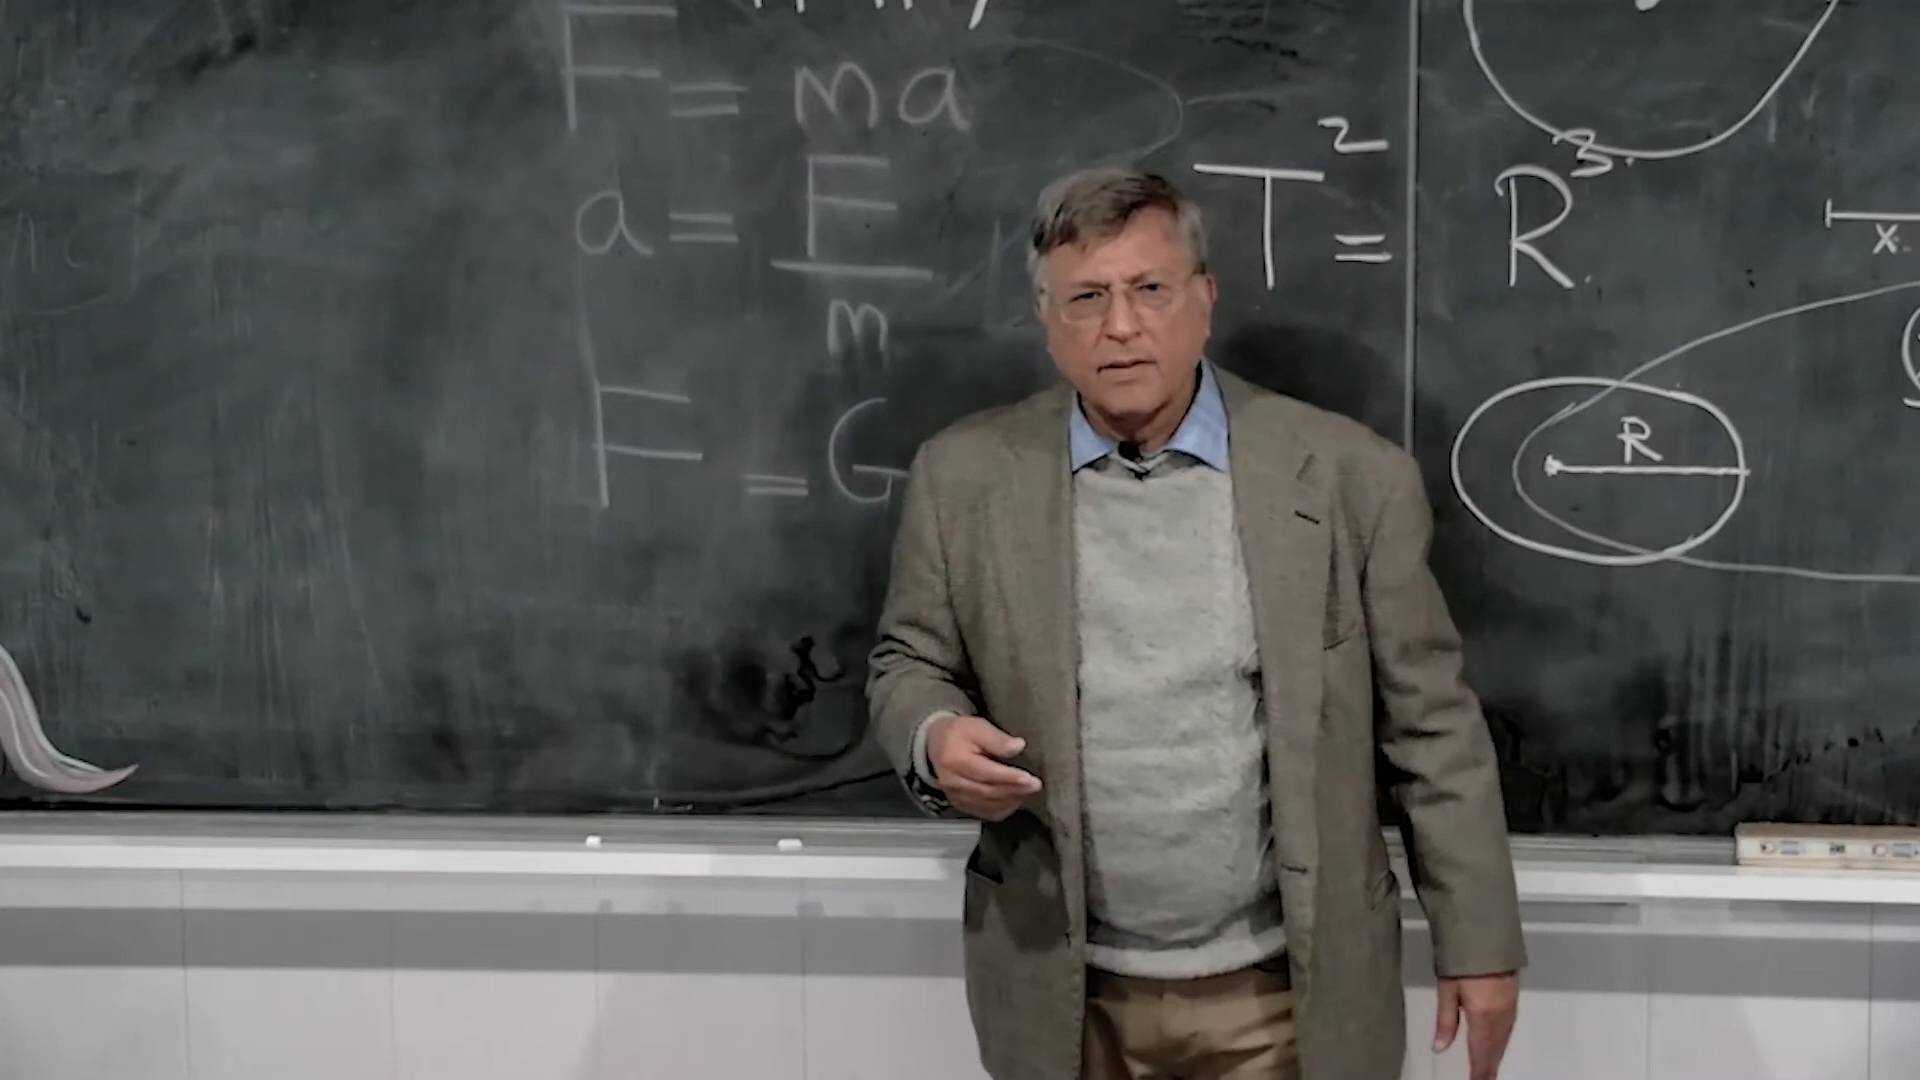 F = ma
a = F
m
F = G
T² = R³
x
R